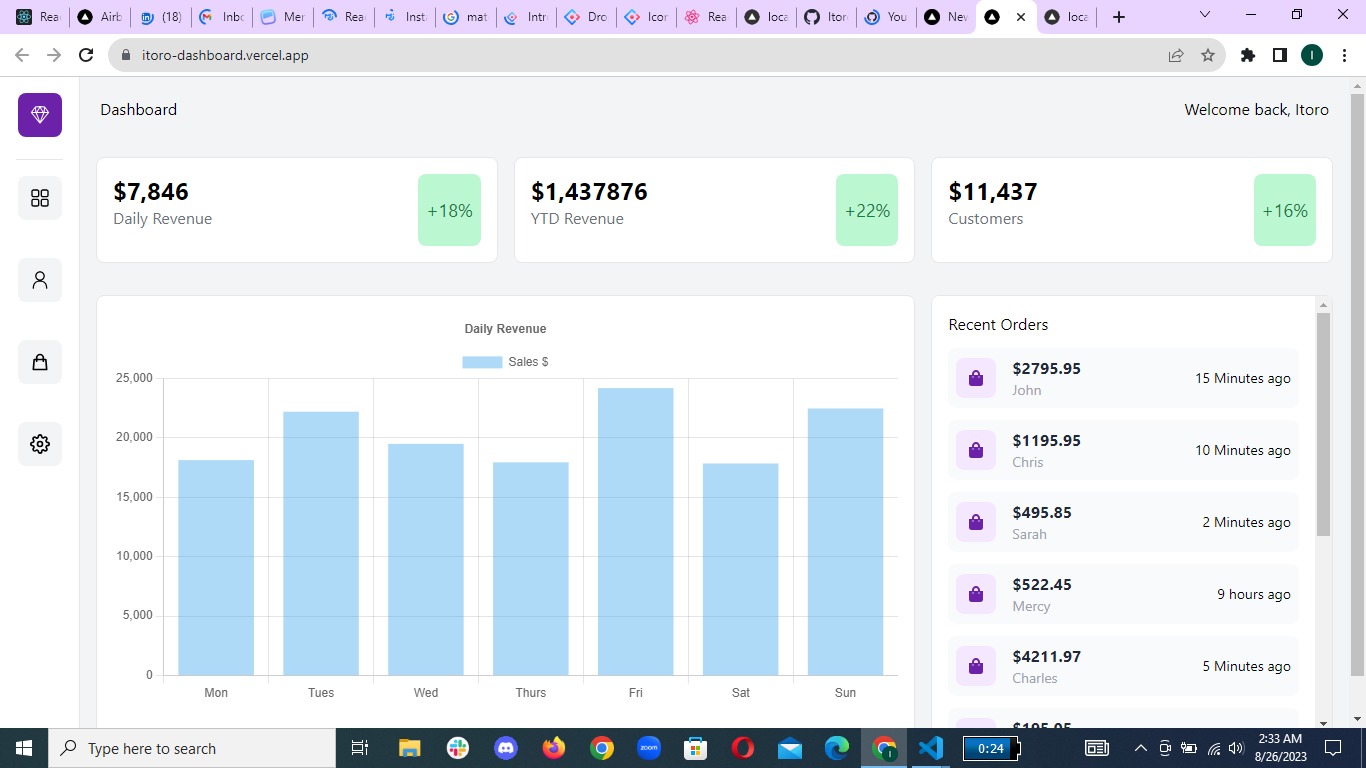 Reac
Airb
(18)
Inbo
Mer
Reac
Inst
mat
Intr
Dro
Icor
Rea
loca
Itoro
You
New
loca
itoro-dashboard.vercel.app
I
Dashboard
Welcome back, Itoro
$7,846
Daily Revenue
+18%
$1,437876
YTD Revenue
+22%
$11,437
Customers
+16%
Daily Revenue
Sales $
25,000
20,000
15,000
10,000
5,000
0
Mon Tues Wed Thurs Fri Sat Sun
Recent Orders
$2795.95
John
15 Minutes ago
$1195.95
Chris
10 Minutes ago
$495.85
Sarah
2 Minutes ago
$522.45
Mercy
9 hours ago
$4211.97
Charles
5 Minutes ago
Type here to search
zoom
I
0:24
2:33 AM
8/26/2023